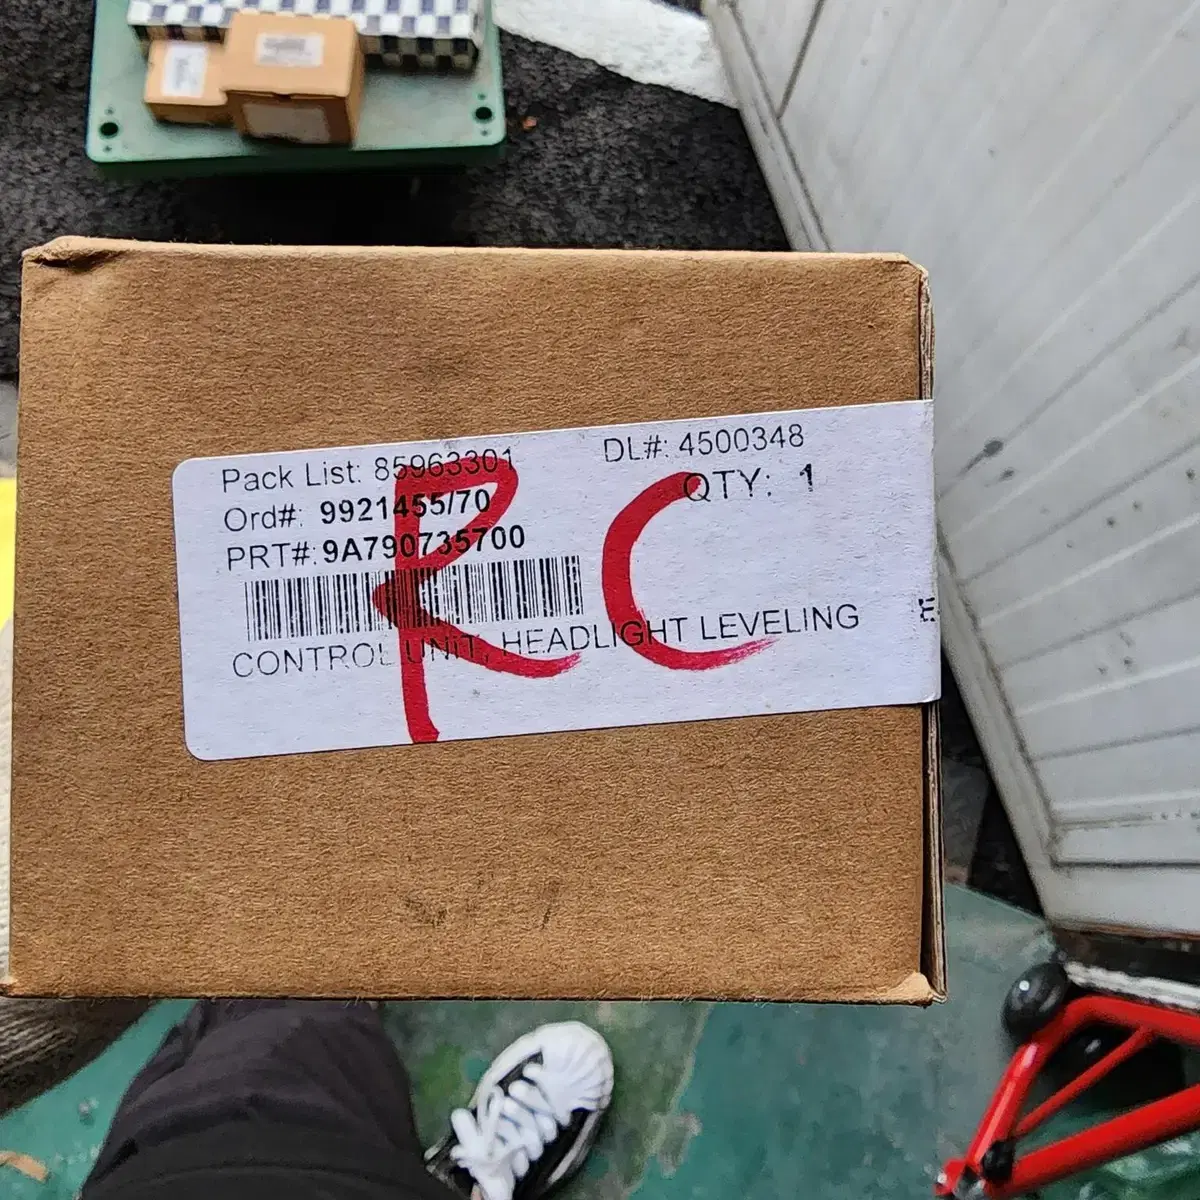 Pack List: 85963301 DL#: 4500348
Ord#: 9921455/70 QTY: 1
PRT#: 9A790735700
RC
CONTROL UNIT, HEADLIGHT LEVELING
E